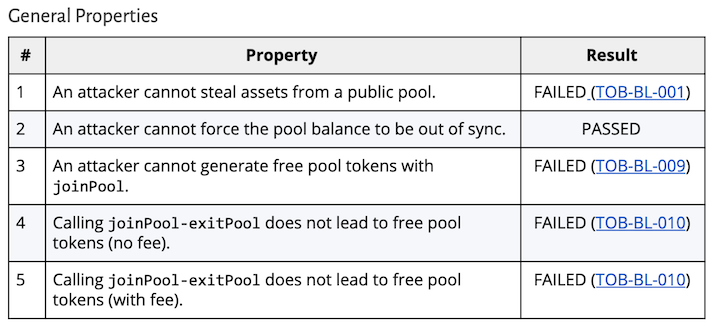 General Properties
# Property Result
1 An attacker cannot steal assets from a public pool. FAILED (TOB-BL-001)
2 An attacker cannot force the pool balance to be out of sync. PASSED
3 An attacker cannot generate free pool tokens with FAILED (TOB-BL-009)
joinPool.
4 Calling joinPool-exitPool does not lead to free pool FAILED (TOB-BL-010)
tokens (no fee).
5 Calling joinPool-exitPool does not lead to free pool FAILED (TOB-BL-010)
tokens (with fee).